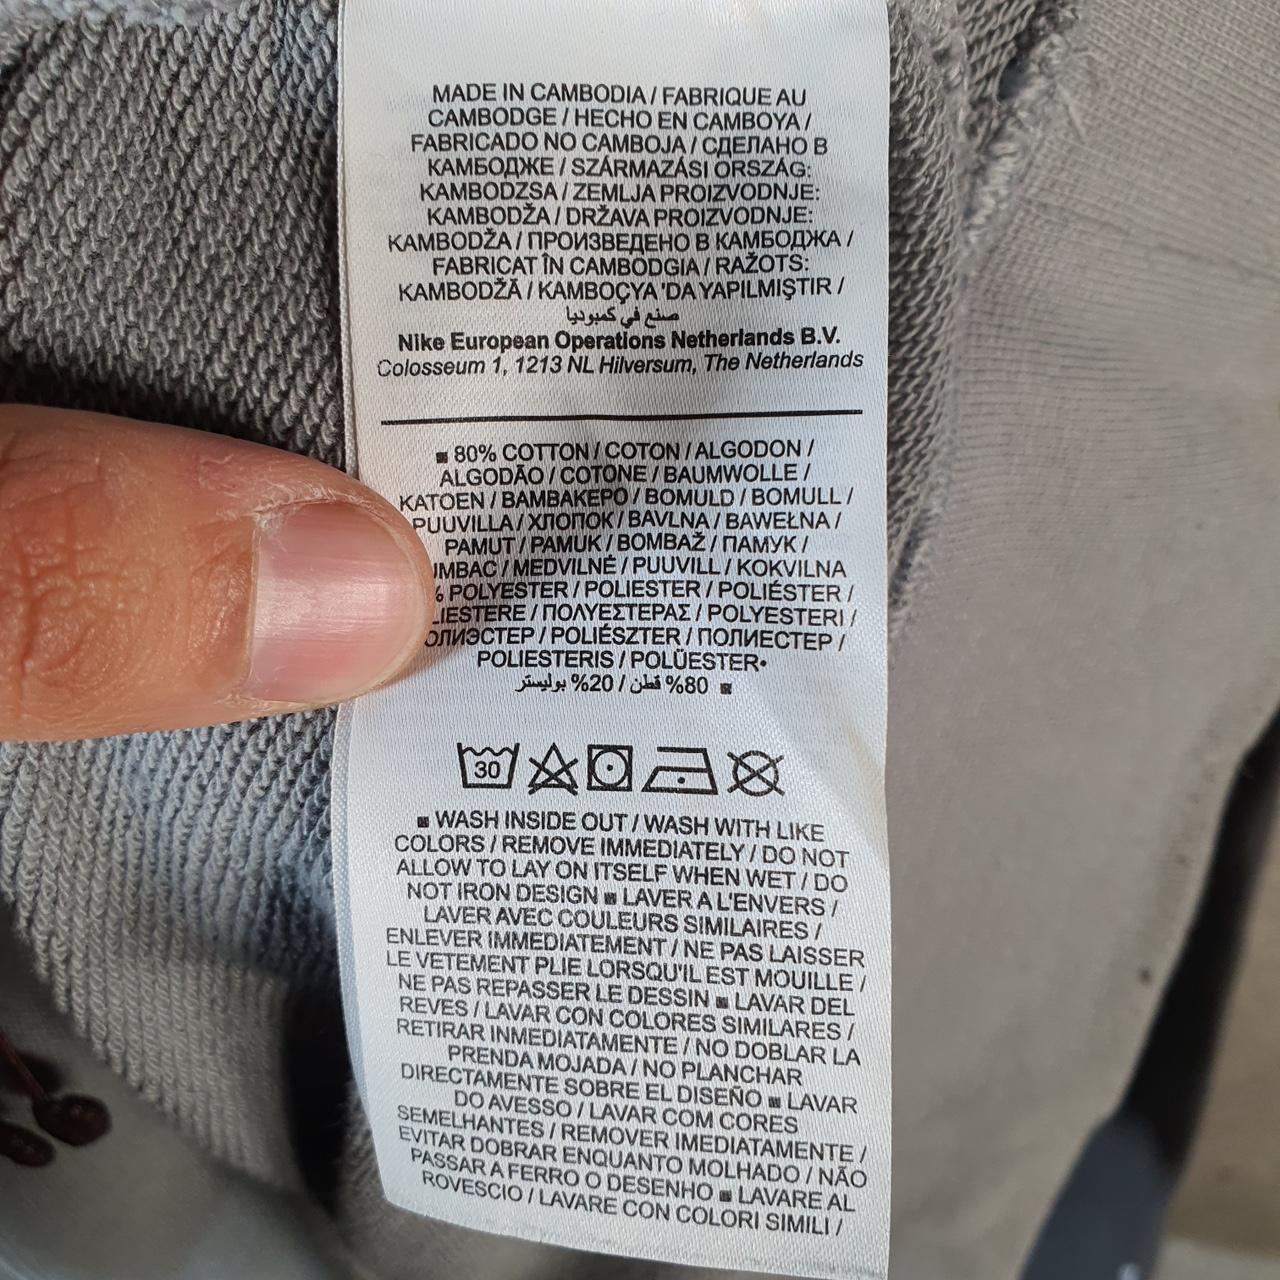 MADE IN CAMBODIA / FABRIQUE AU
CAMBODGE / HECHO EN CAMBOYA /
FABRICADO NO CAMBOJA / СДЕЛАНО В
КАМБОДЖЕ / SZÁRMAZÁSI ORSZÁG:
KAMBODZSA / ZEMLJA PROIZVODNJE:
KAMBODŽA / DRŽAVA PROIZVODNJE:
KAMBODŽA / ПРОИЗВЕДЕНО В КАМБОДЖА /
FABRICAT ÎN CAMBODGIA / RAŽOTS:
KAMBODŽĀ / KAMBOÇYA 'DA YAPILMIŞTIR /
صنع في كمبوديا
Nike European Operations Netherlands B.V.
Colosseum 1, 1213 NL Hilversum, The Netherlands
80% COTTON / COTON / ALGODON /
ALGODÃO / COTONE / BAUMWOLLE /
KATOEN / ΒΑΜΒΑΚΕΡΟ / BOMULD / BOMULL /
PUUVILLA / ХЛОПОК / BAVLNA / BAWEŁNA /
PAMUT / PAMUK / BOMBAŽ / ПАМУК /
MEDVILNĖ / PUUVILL / KOKVILNA
POLYESTER / POLIESTER / POLIÉSTER /
ΠΟΛΥΕΣΤΕΡΑΣ / POLYESTERI /
POLIÉSZTER / ПОЛИЕСТЕР /
POLIESTERIS / POLÜESTER•
80% قطن / 20% بوليستر
30
WASH INSIDE OUT / WASH WITH LIKE
COLORS / REMOVE IMMEDIATELY / DO NOT
ALLOW TO LAY ON ITSELF WHEN WET / DO
NOT IRON DESIGN ■ LAVER A L'ENVERS /
LAVER AVEC COULEURS SIMILAIRES /
ENLEVER IMMEDIATEMENT / NE PAS LAISSER
LE VETEMENT PLIE LORSQU'IL EST MOUILLE /
NE PAS REPASSER LE DESSIN ■ LAVAR DEL
REVES / LAVAR CON COLORES SIMILARES /
RETIRAR INMEDIATAMENTE / NO DOBLAR LA
PRENDA MOJADA / NO PLANCHAR
DIRECTAMENTE SOBRE EL DISEÑO ■ LAVAR
DO AVESSO / LAVAR COM CORES
SEMELHANTES / REMOVER IMEDIATAMENTE /
EVITAR DOBRAR ENQUANTO MOLHADO / NÃO
PASSAR A FERRO O DESENHO ■ LAVARE AL
ROVESCIO / LAVARE CON COLORI SIMILI /